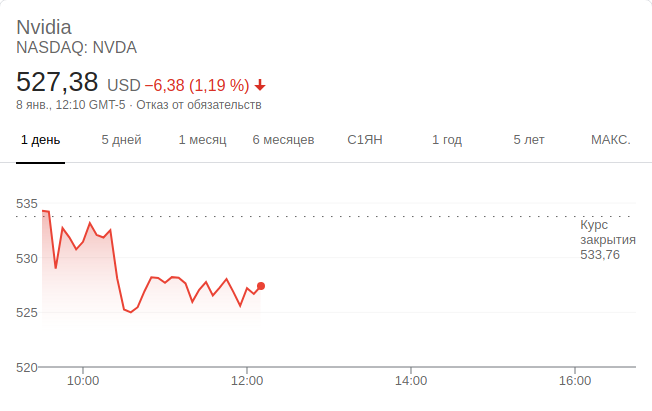 Nvidia
NASDAQ: NVDA
527,38 USD −6,38 (1,19 %)
8 янв., 12:10 GMT-5 · Отказ от обязательств
1 день 5 дней 1 месяц 6 месяцев С1ЯН 1 год 5 лет МАКС.
535
Курс
закрытия
533,76
530
525
520
10:00 12:00 14:00 16:00